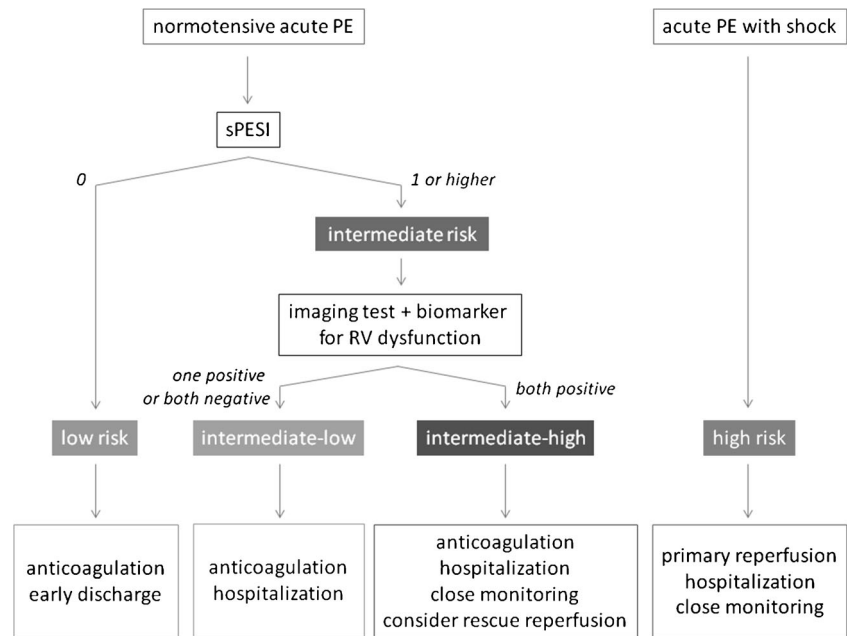 normotensive acute PE
acute PE with shock
sPESI
0
1 or higher
intermediate risk
imaging test + biomarker
for RV dysfunction
one positive
or both negative
both positive
low risk
intermediate-low
intermediate-high
high risk
anticoagulation
early discharge
anticoagulation
hospitalization
anticoagulation
hospitalization
close monitoring
consider rescue reperfusion
primary reperfusion
hospitalization
close monitoring